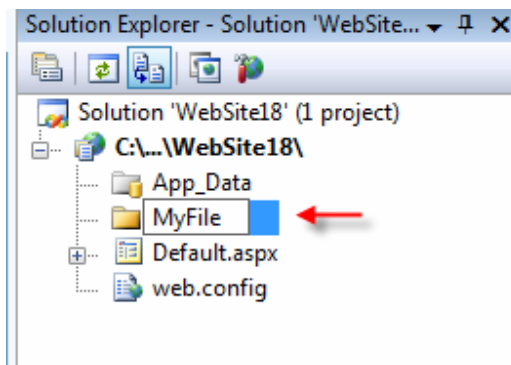 Solution Explorer - Solution 'WebSite...
Solution 'WebSite18' (1 project)
C:\...\WebSite18\
App_Data
MyFile
Default.aspx
web.config